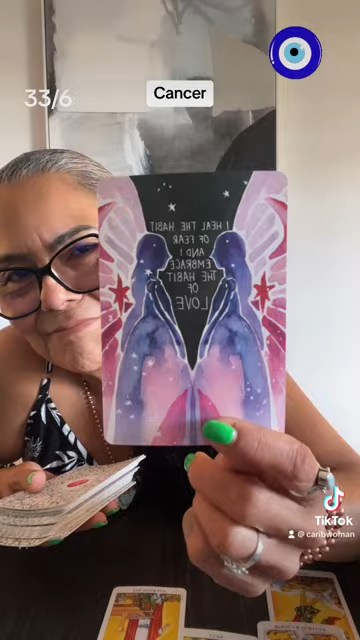 33/6
Cancer
I HEAL THE HABIT
OF FEAR
AND I
EMBRACE
THE HABIT
OF
LOVE
TikTok
@caribwoman